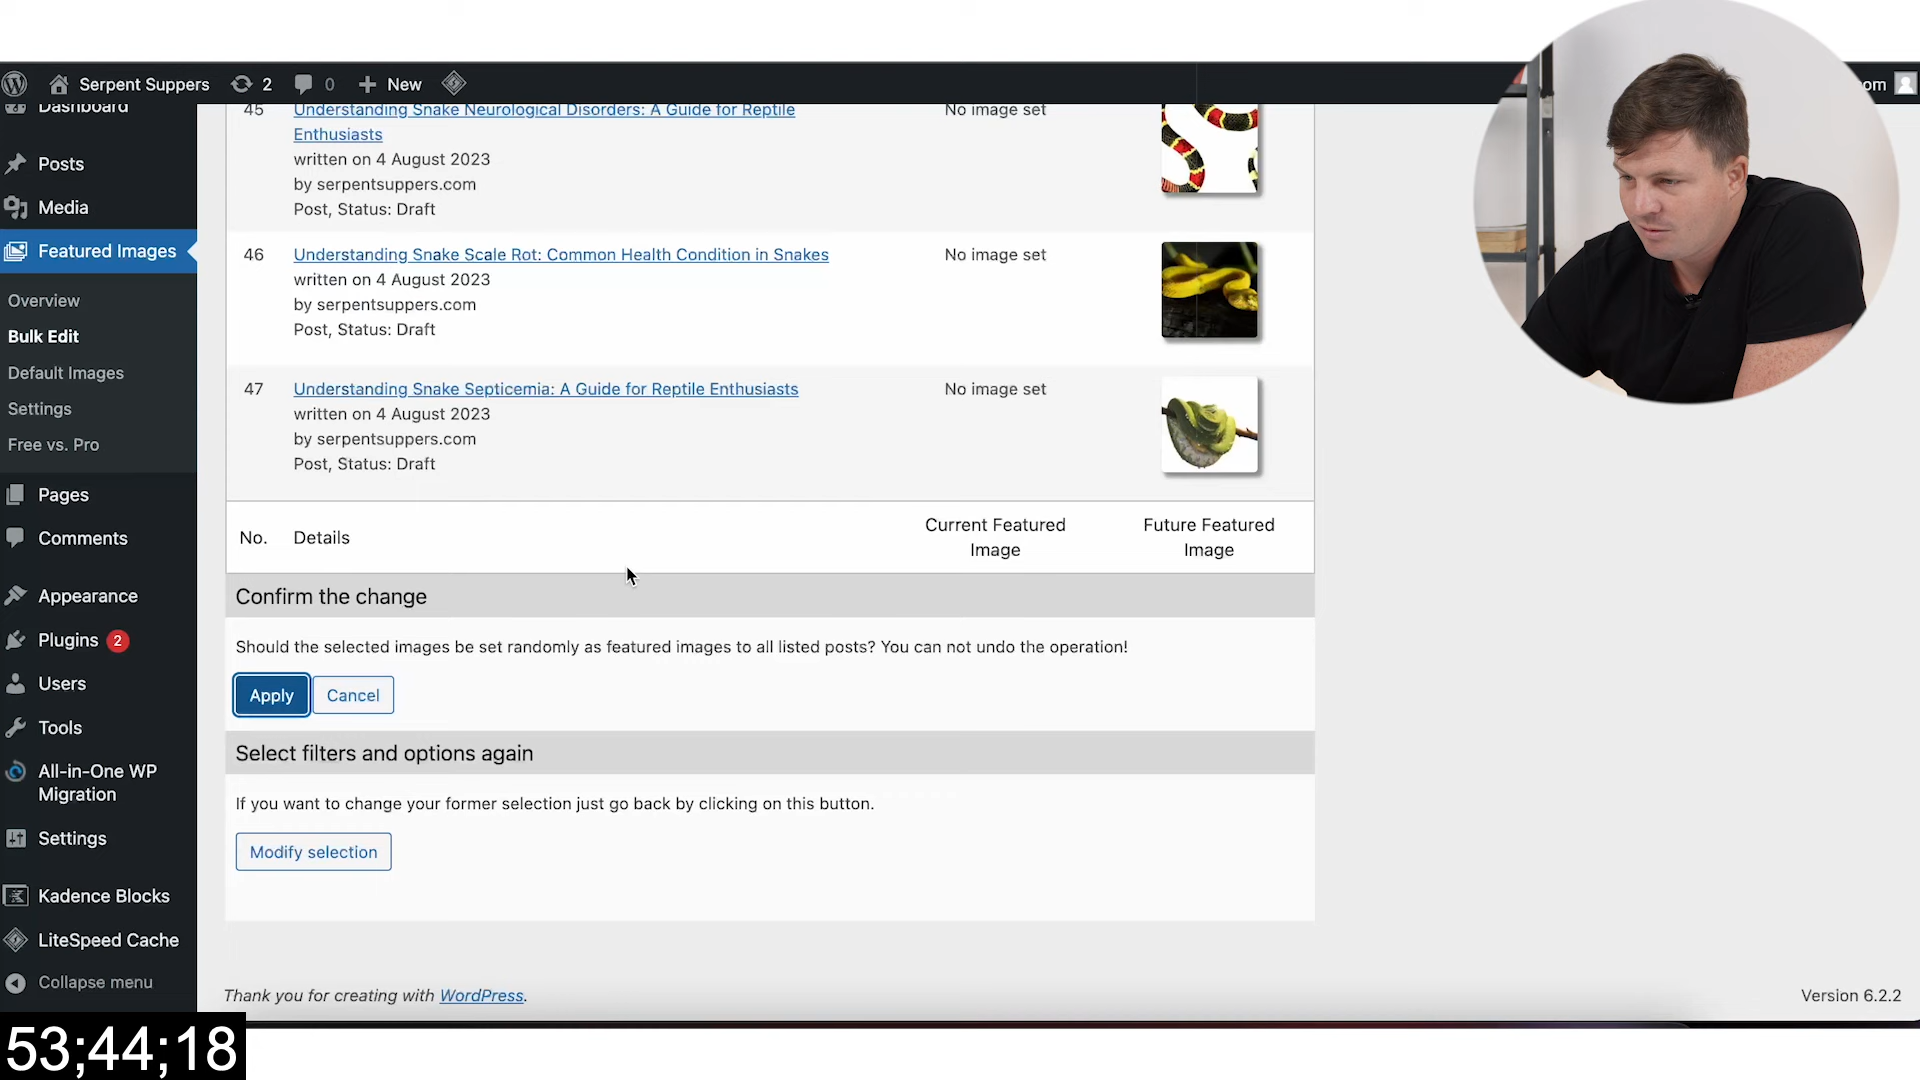 Serpent Suppers 2 0 New
om
Dashboard
Posts
Media
Featured Images
Overview
Bulk Edit
Default Images
Settings
Free vs. Pro
Pages
Comments
Appearance
Plugins 2
Users
Tools
All-in-One WP
Migration
Settings
Kadence Blocks
LiteSpeed Cache
Collapse menu
45 Understanding Snake Neurological Disorders: A Guide for Reptile No image set
Enthusiasts
written on 4 August 2023
by serpentsuppers.com
Post, Status: Draft
46 Understanding Snake Scale Rot: Common Health Condition in Snakes No image set
written on 4 August 2023
by serpentsuppers.com
Post, Status: Draft
47 Understanding Snake Septicemia: A Guide for Reptile Enthusiasts No image set
written on 4 August 2023
by serpentsuppers.com
Post, Status: Draft
No. Details
Current Featured
Image
Future Featured
Image
Confirm the change
Should the selected images be set randomly as featured images to all listed posts? You can not undo the operation!
Apply Cancel
Select filters and options again
If you want to change your former selection just go back by clicking on this button.
Modify selection
Thank you for creating with WordPress.
Version 6.2.2
53;44;18